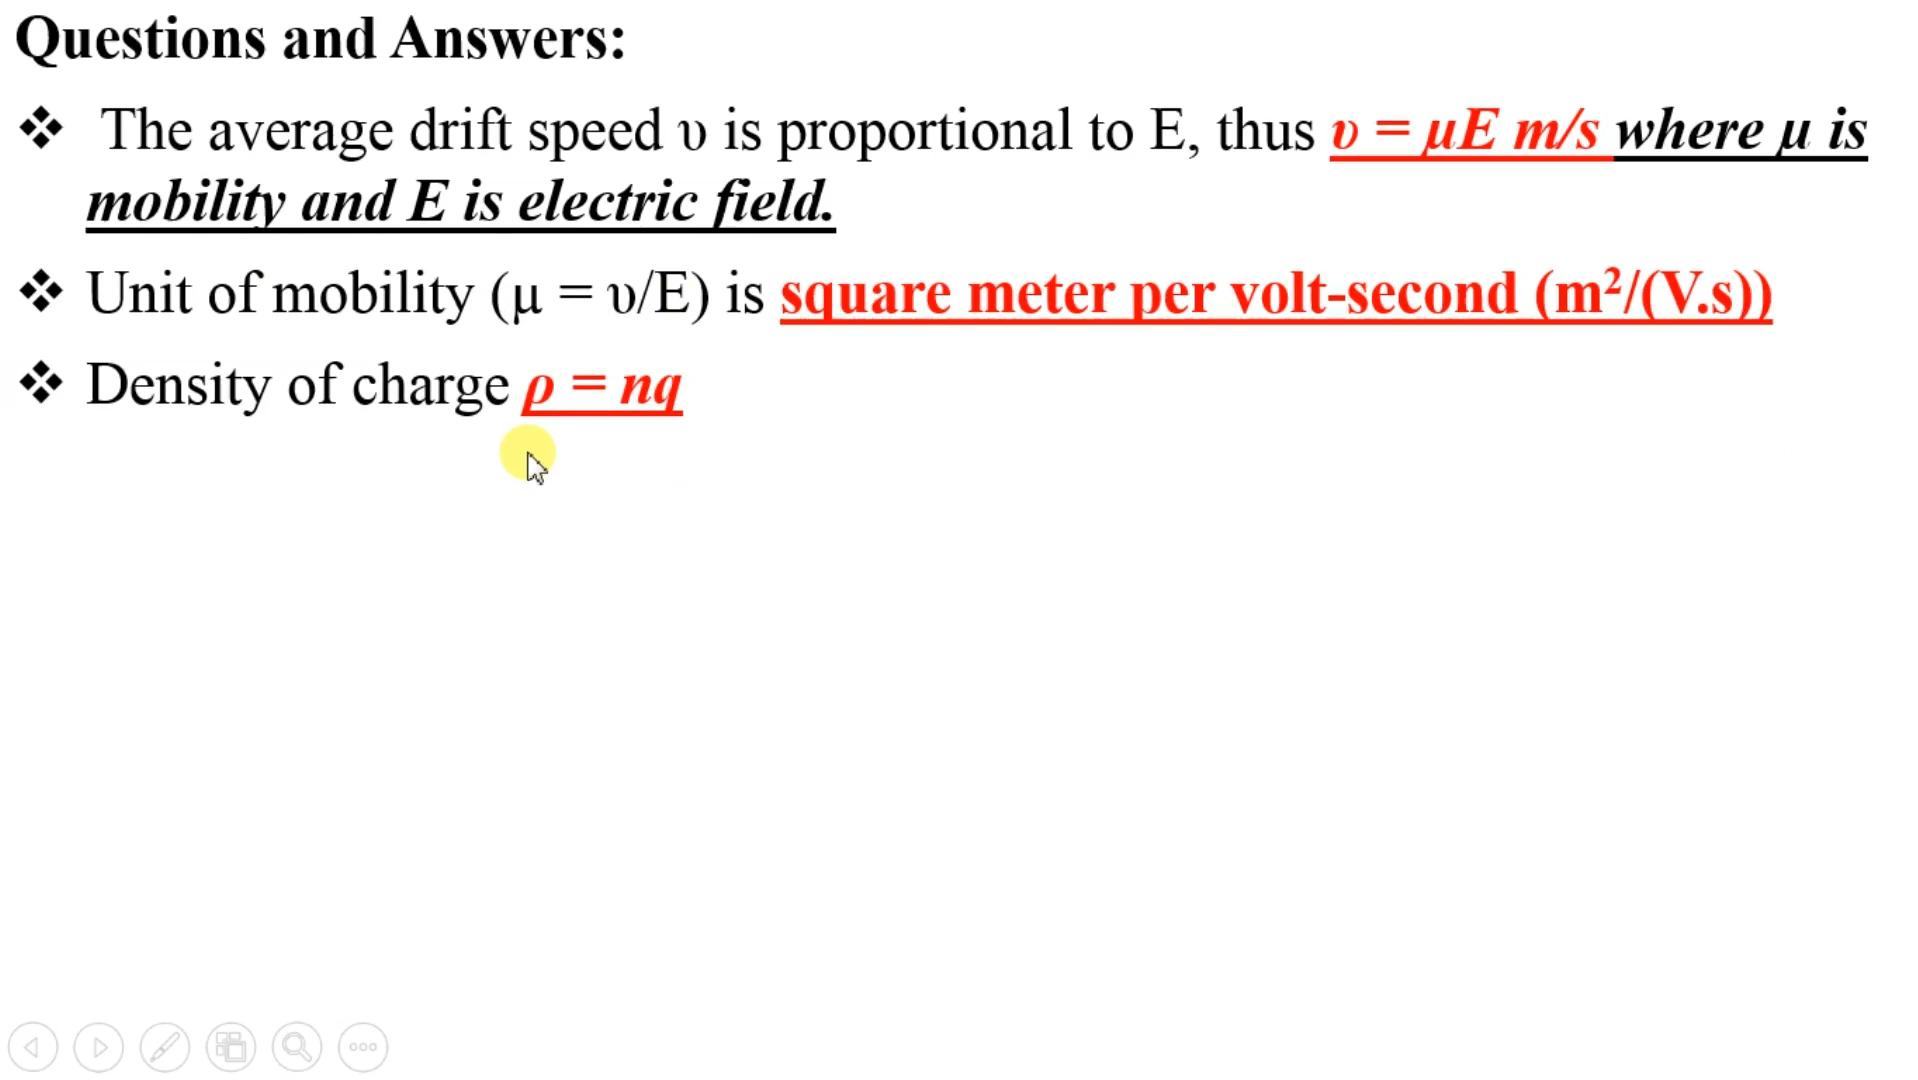 Questions and Answers:
❖ The average drift speed υ is proportional to E, thus υ = μE m/s where μ is
mobility and E is electric field.
❖ Unit of mobility (μ = υ/E) is square meter per volt-second (m²/(V.s))
❖ Density of charge ρ = nq